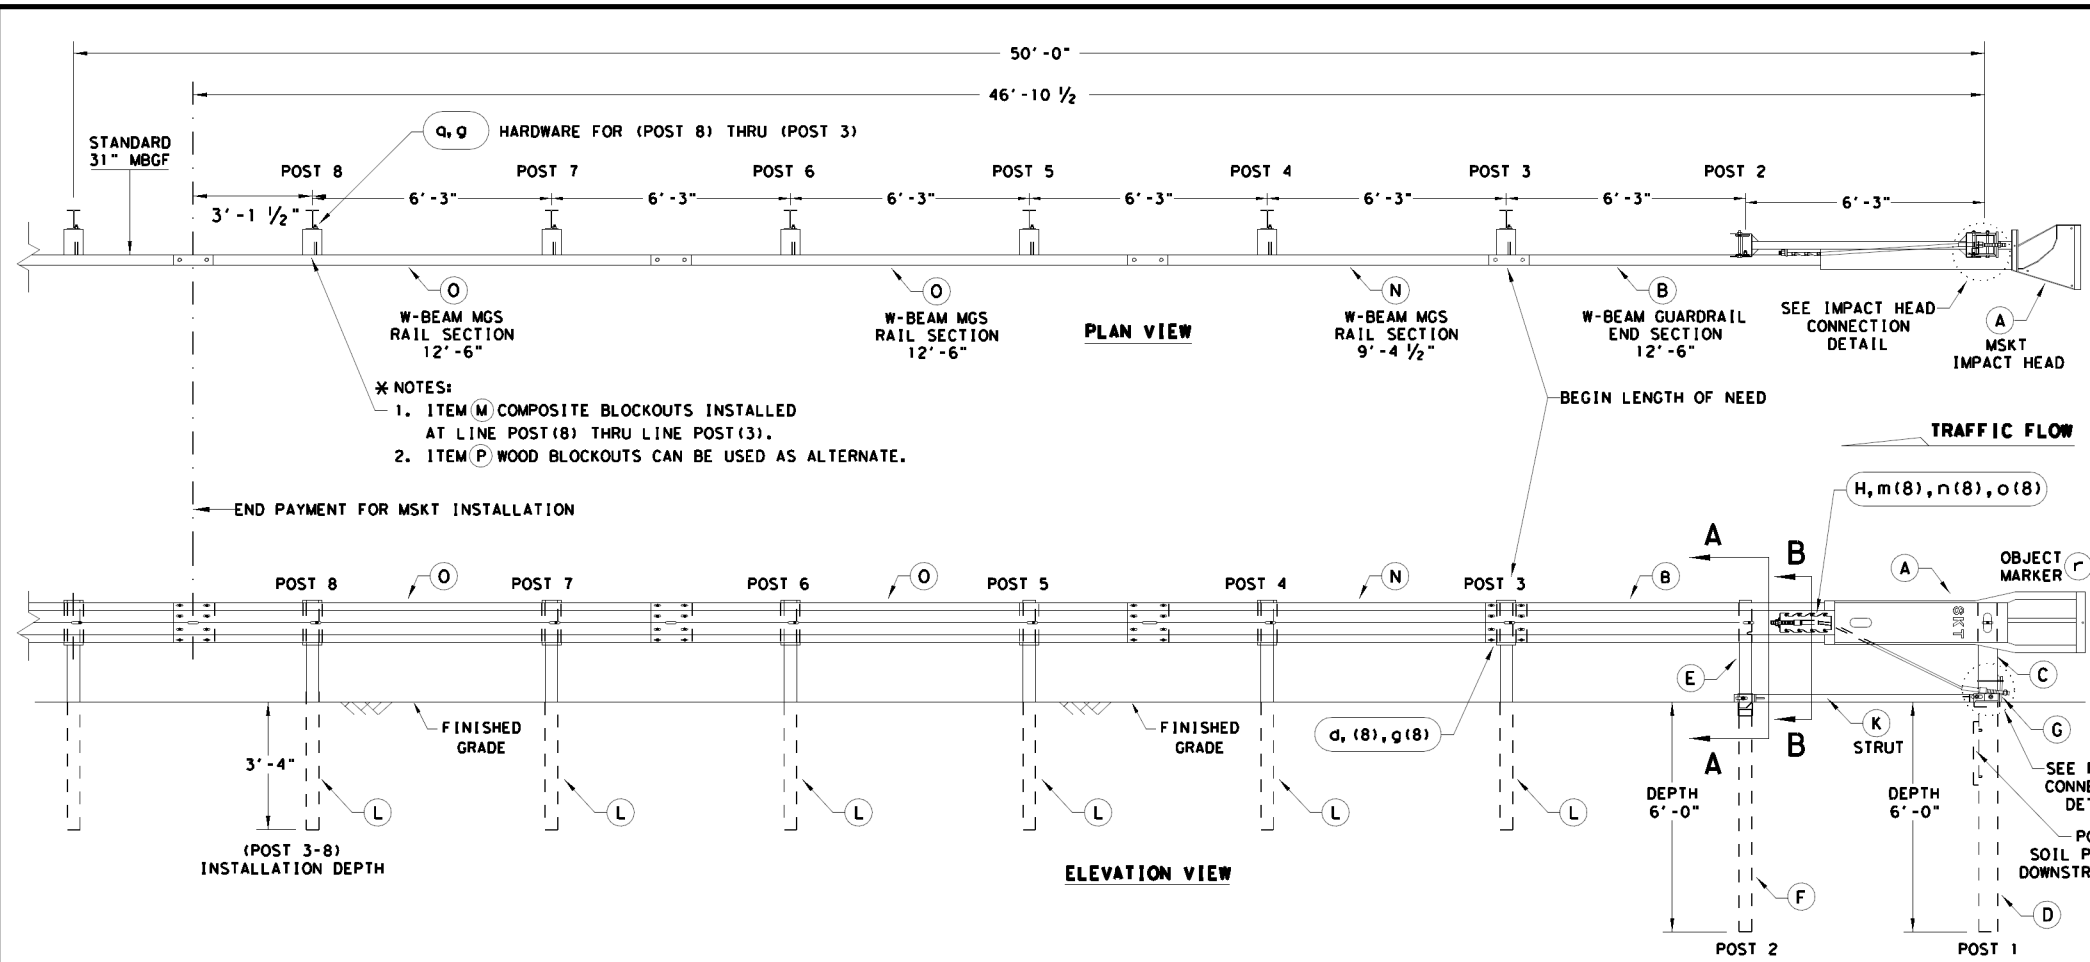 50'-0"
46'-10 1/2
a,g HARDWARE FOR (POST 8) THRU (POST 3)
STANDARD
31" MBGF
POST 8
POST 7
POST 6
POST 5
POST 4
POST 3
POST 2
3'-1 1/2"
6'-3"
6'-3"
6'-3"
6'-3"
6'-3"
6'-3"
6'-3"
O
W-BEAM MGS
RAIL SECTION
12'-6"
O
W-BEAM MGS
RAIL SECTION
12'-6"
PLAN VIEW
N
W-BEAM MGS
RAIL SECTION
9'-4 1/2"
B
W-BEAM GUARDRAIL
END SECTION
12'-6"
SEE IMPACT HEAD
CONNECTION
DETAIL
A
MSKT
IMPACT HEAD
* NOTES:
1. ITEM M COMPOSITE BLOCKOUTS INSTALLED
AT LINE POST(8) THRU LINE POST(3).
2. ITEM P WOOD BLOCKOUTS CAN BE USED AS ALTERNATE.
BEGIN LENGTH OF NEED
TRAFFIC FLOW
END PAYMENT FOR MSKT INSTALLATION
H,m(8),n(8),o(8)
A
B
OBJECT
MARKER r
A
POST 8
O
POST 7
POST 6
O
POST 5
POST 4
N
POST 3
B
SKT
E
C
FINISHED
GRADE
FINISHED
GRADE
d,(8),g(8)
A
B
K
STRUT
G
3'-4"
L
L
L
L
L
L
DEPTH
6'-0"
DEPTH
6'-0"
SEE
CONNE
DET
PO
SOIL P
DOWNSTR
(POST 3-8)
INSTALLATION DEPTH
ELEVATION VIEW
F
D
POST 2
POST 1